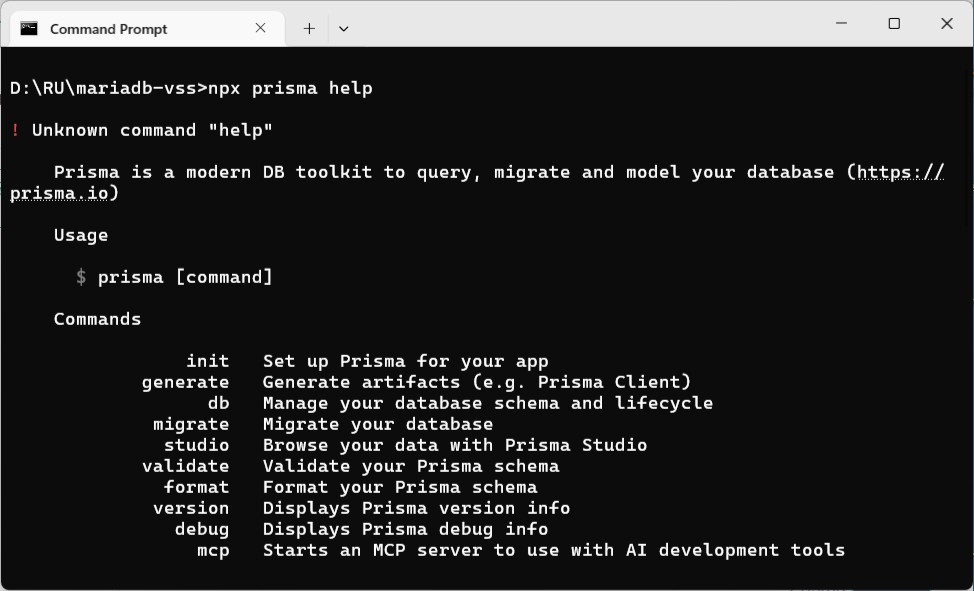 Command Prompt
D:\RU\mariadb-vss>npx prisma help
! Unknown command "help"
Prisma is a modern DB toolkit to query, migrate and model your database (https://
prisma.io)
Usage
$ prisma [command]
Commands
init Set up Prisma for your app
generate Generate artifacts (e.g. Prisma Client)
db Manage your database schema and lifecycle
migrate Migrate your database
studio Browse your data with Prisma Studio
validate Validate your Prisma schema
format Format your Prisma schema
version Displays Prisma version info
debug Displays Prisma debug info
mcp Starts an MCP server to use with AI development tools